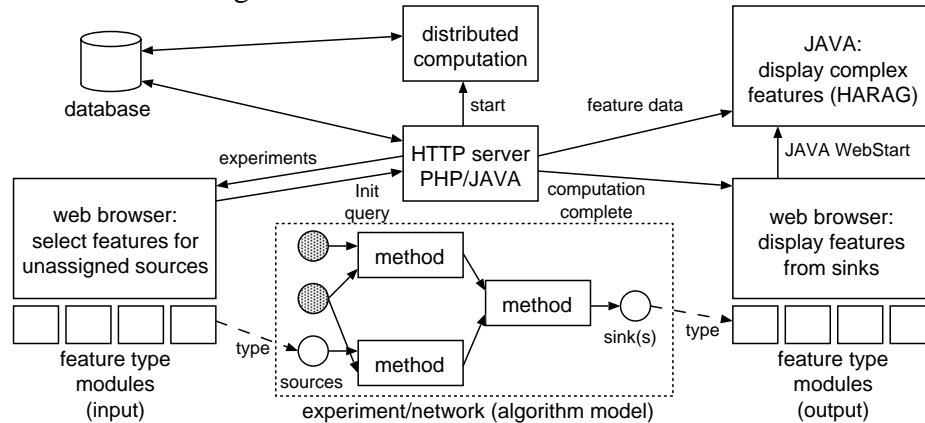 distributed
computation
JAVA:
display complex
features (HARAG)
database
start
feature data
experiments
HTTP server
PHP/JAVA
JAVA WebStart
Init
query
computation
complete
web browser:
select features for
unassigned sources
web browser:
display features
from sinks
method
method
method
type
sources
sink(s)
type
feature type
modules
(input)
feature type
modules
(output)
experiment/network (algorithm model)